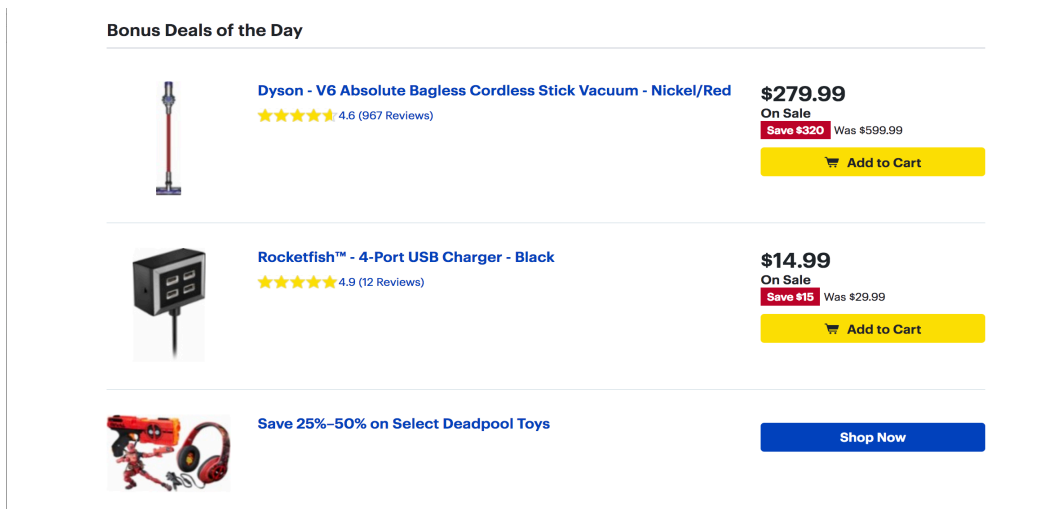 Bonus Deals of the Day
Dyson - V6 Absolute Bagless Cordless Stick Vacuum - Nickel/Red
4.6 (967 Reviews)
$279.99
On Sale
Save $320 Was $599.99
Add to Cart
Rocketfish™ - 4-Port USB Charger - Black
4.9 (12 Reviews)
$14.99
On Sale
Save $15 Was $29.99
Add to Cart
Save 25%–50% on Select Deadpool Toys
Shop Now